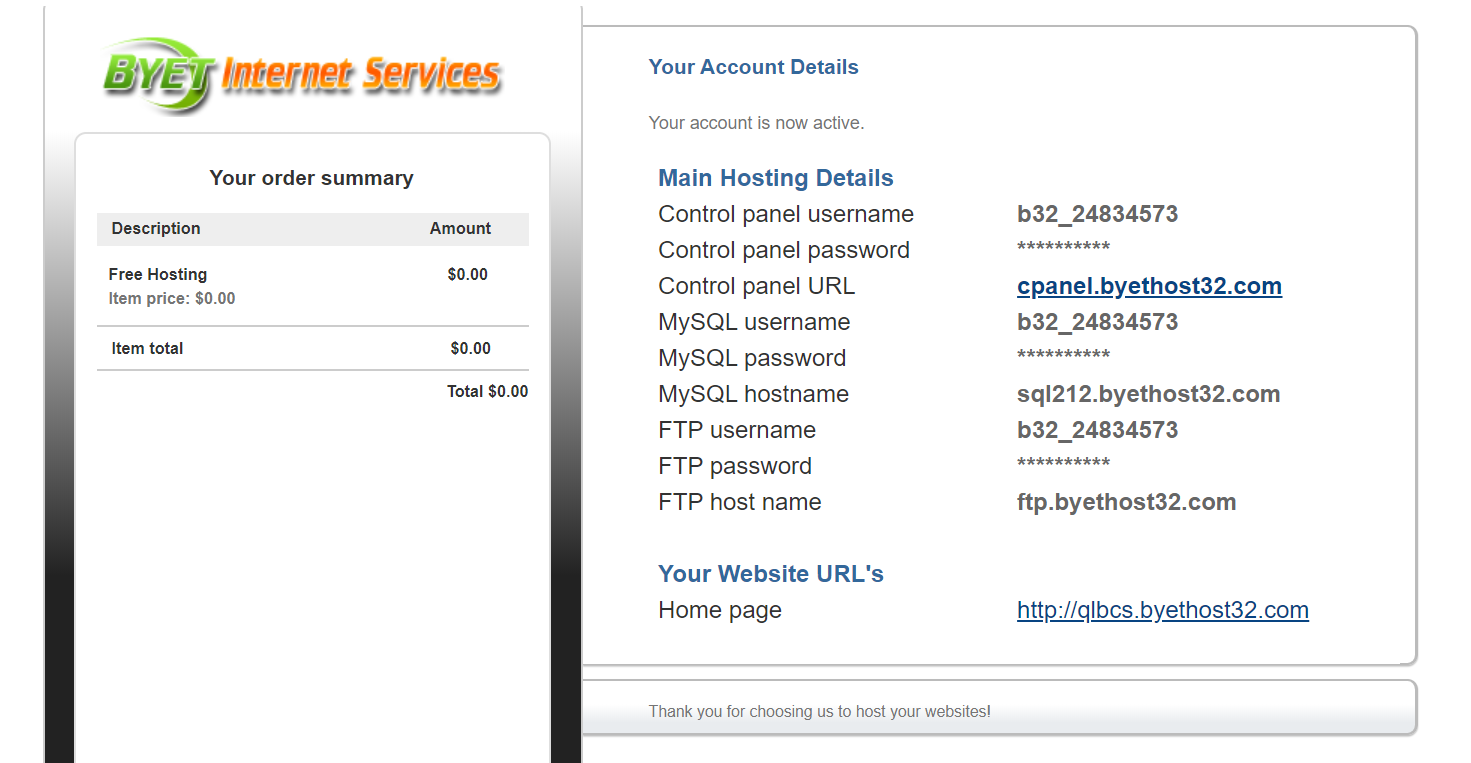 BYET Internet Services
Your order summary
Description Amount
Free Hosting $0.00
Item price: $0.00
Item total $0.00
Total $0.00
Your Account Details
Your account is now active.
Main Hosting Details
Control panel username b32_24834573
Control panel password **********
Control panel URL cpanel.byethost32.com
MySQL username b32_24834573
MySQL password **********
MySQL hostname sql212.byethost32.com
FTP username b32_24834573
FTP password **********
FTP host name ftp.byethost32.com
Your Website URL's
Home page http://qlbcs.byethost32.com
Thank you for choosing us to host your websites!